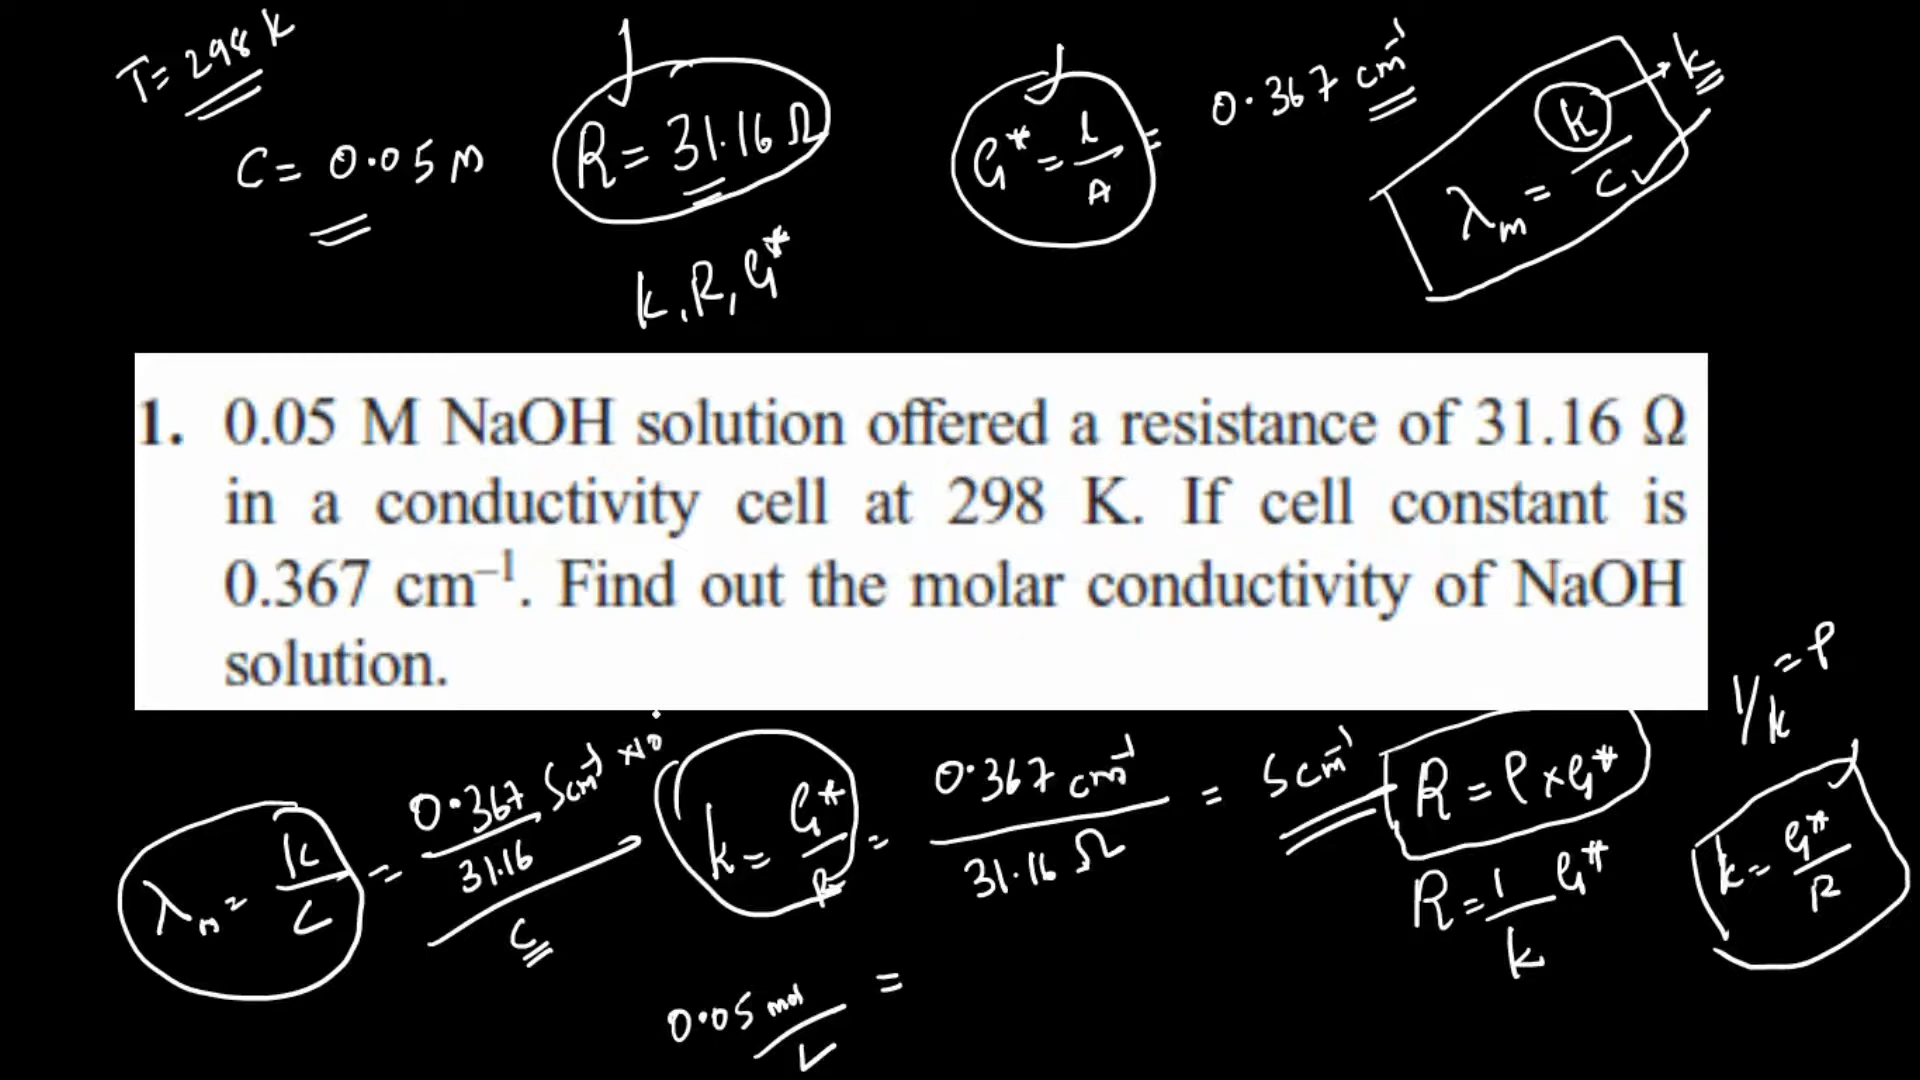 T = 298 K
C = 0.05 M
R = 31.16 Ω
G* = l/A = 0.367 cm⁻¹
λm = k/C → k
k, R, G*
1. 0.05 M NaOH solution offered a resistance of 31.16 Ω
in a conductivity cell at 298 K. If cell constant is
0.367 cm⁻¹. Find out the molar conductivity of NaOH
solution.
1/k = ρ
λm = k/C = 0.367/31.16 S cm⁻¹ × 10 / C
k = G*/R = 0.367 cm⁻¹ / 31.16 Ω = S cm⁻¹
R = ρ × G*
R = 1/k G*
k = G*/R
0.05 mol/L =